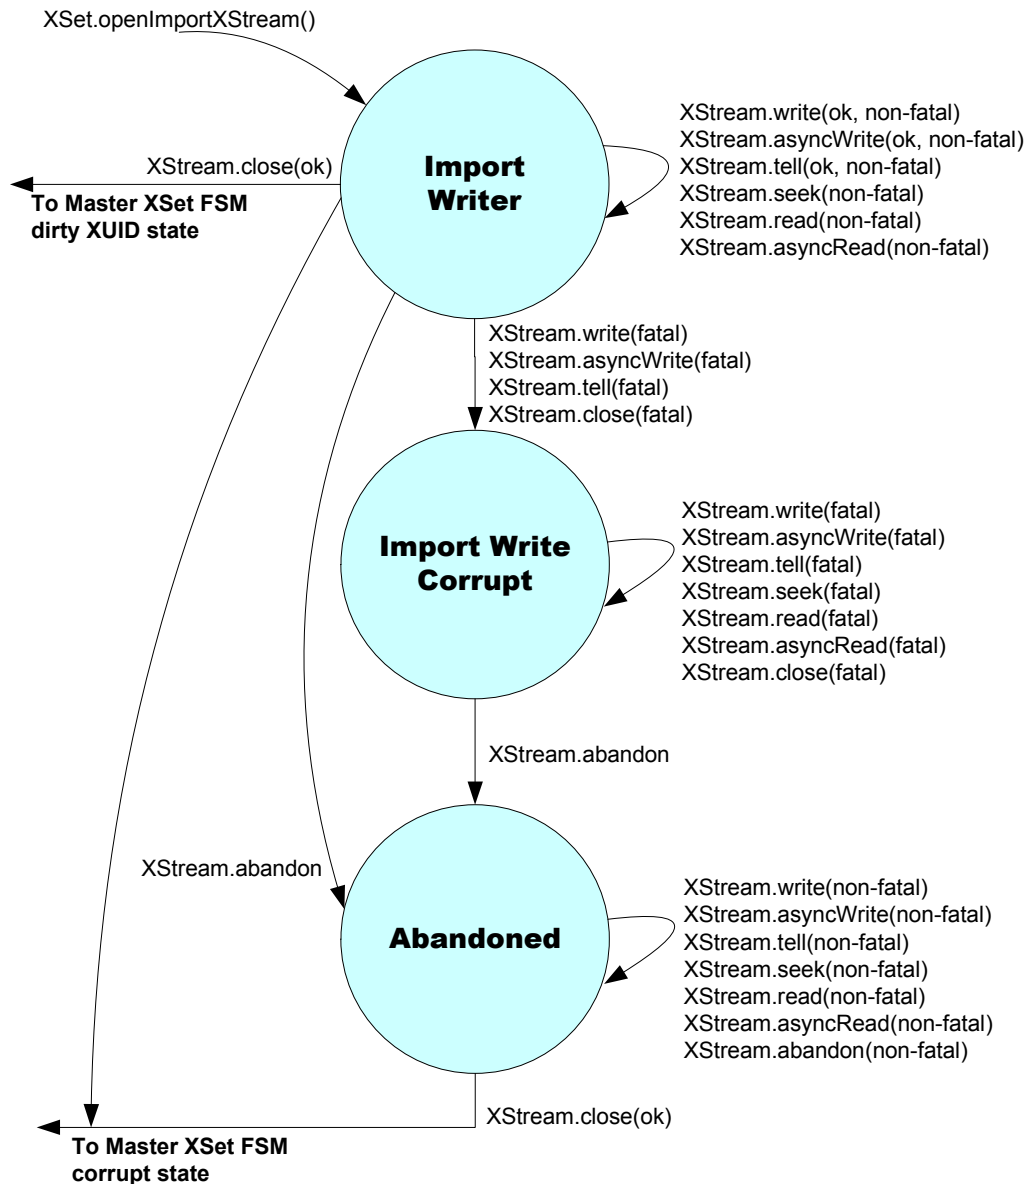 XSet.openImportXStream()
XStream.write(ok, non-fatal)
XStream.asyncWrite(ok, non-fatal)
XStream.tell(ok, non-fatal)
XStream.seek(non-fatal)
XStream.read(non-fatal)
XStream.asyncRead(non-fatal)
Import
Writer
XStream.close(ok)
To Master XSet FSM
dirty XUID state
XStream.write(fatal)
XStream.asyncWrite(fatal)
XStream.tell(fatal)
XStream.close(fatal)
Import Write
Corrupt
XStream.write(fatal)
XStream.asyncWrite(fatal)
XStream.tell(fatal)
XStream.seek(fatal)
XStream.read(fatal)
XStream.asyncRead(fatal)
XStream.close(fatal)
XStream.abandon
XStream.abandon
Abandoned
XStream.write(non-fatal)
XStream.asyncWrite(non-fatal)
XStream.tell(non-fatal)
XStream.seek(non-fatal)
XStream.read(non-fatal)
XStream.asyncRead(non-fatal)
XStream.abandon(non-fatal)
XStream.close(ok)
To Master XSet FSM
corrupt state